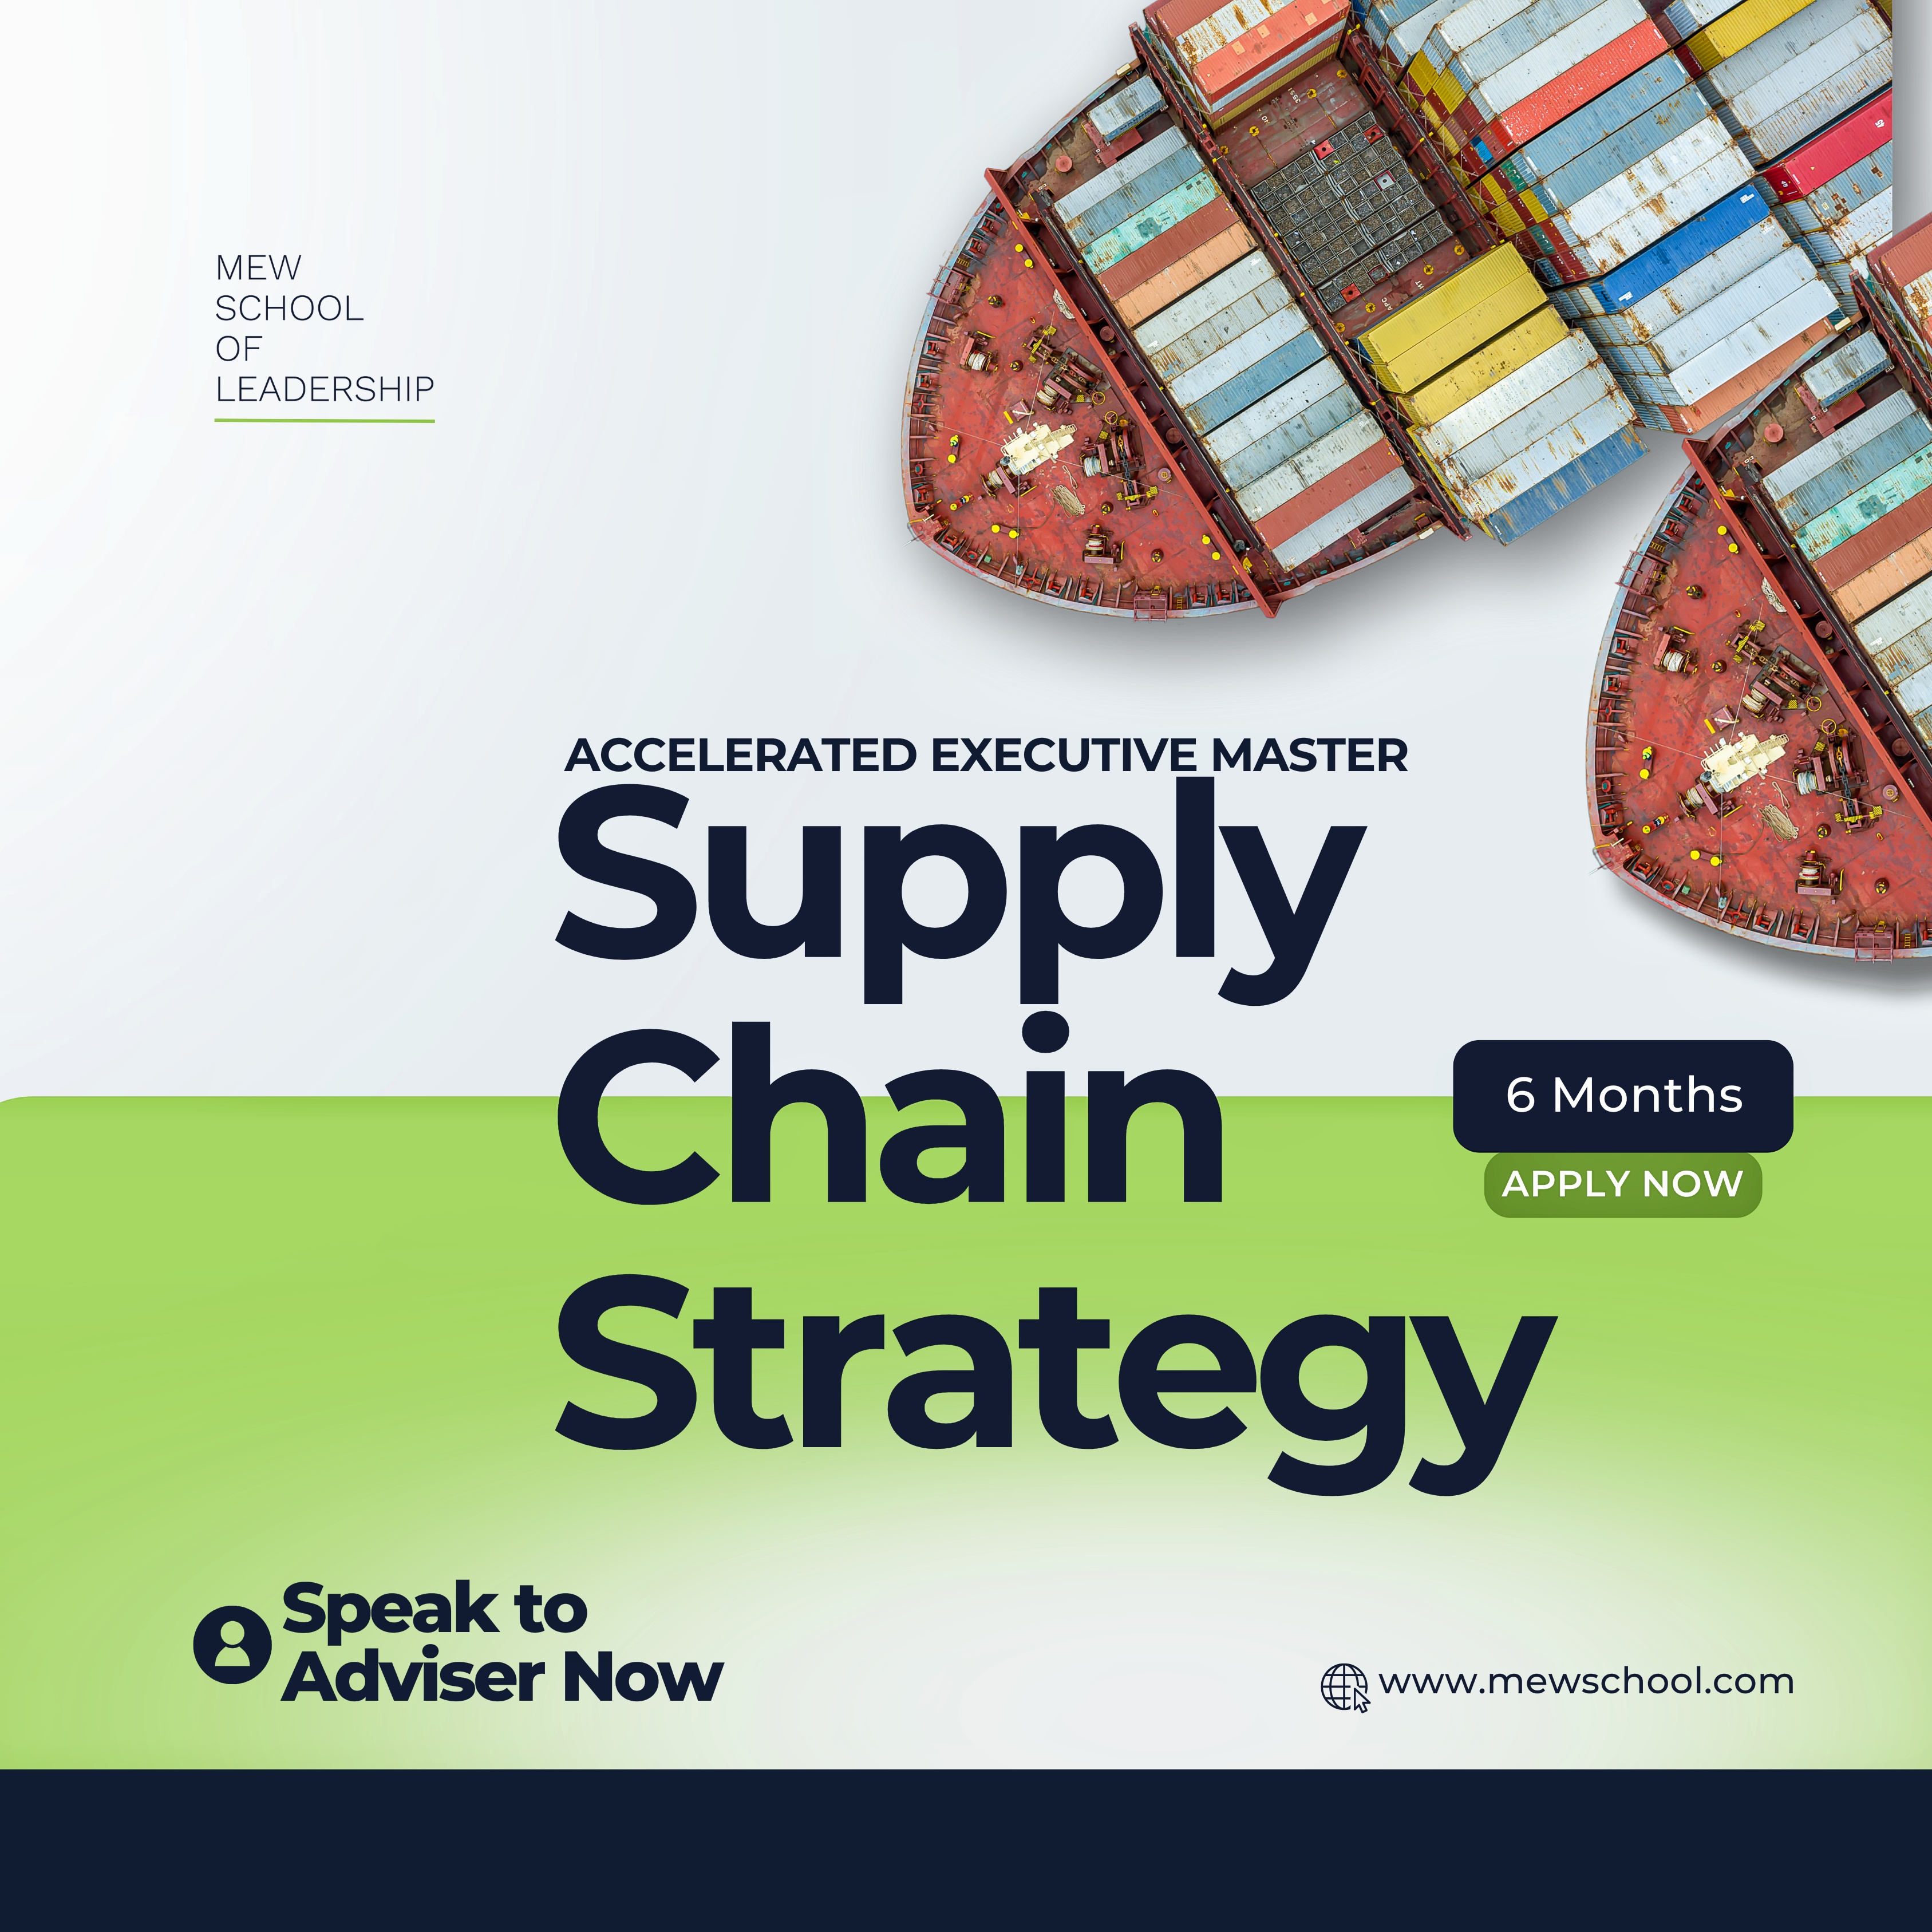 MEW
SCHOOL
OF
LEADERSHIP
ACCELERATED EXECUTIVE MASTER
Supply
Chain
Strategy
6 Months
APPLY NOW
Speak to
Adviser Now
www.mewschool.com